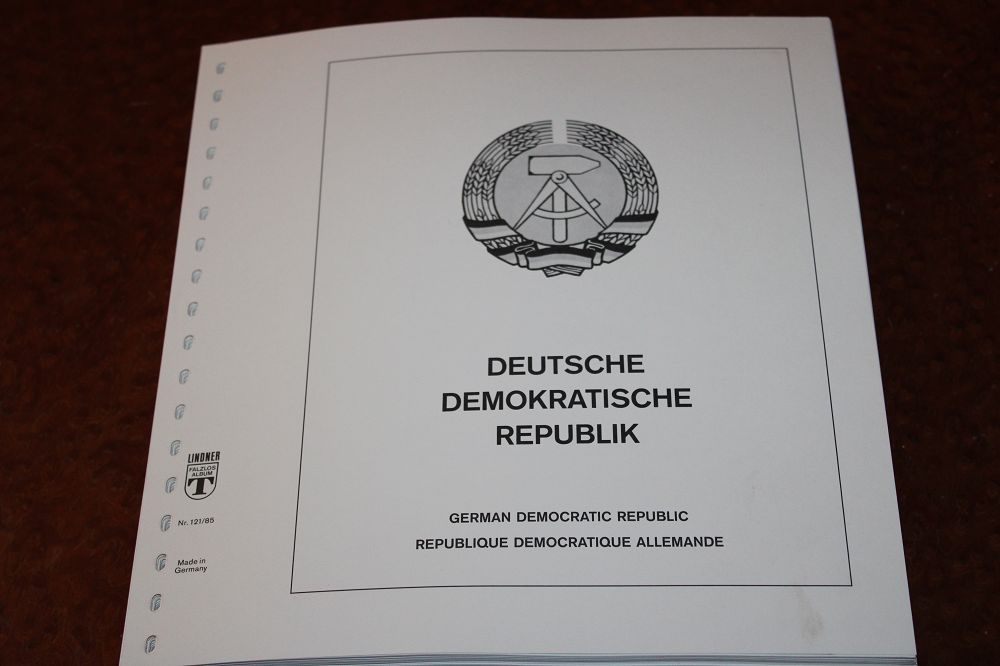 DEUTSCHE
DEMOKRATISCHE
REPUBLIK
GERMAN DEMOCRATIC REPUBLIC
REPUBLIQUE DEMOCRATIQUE ALLEMANDE
LINDNER
FALZLOS
ALBUM
T
Nr. 121/85
Made in
Germany